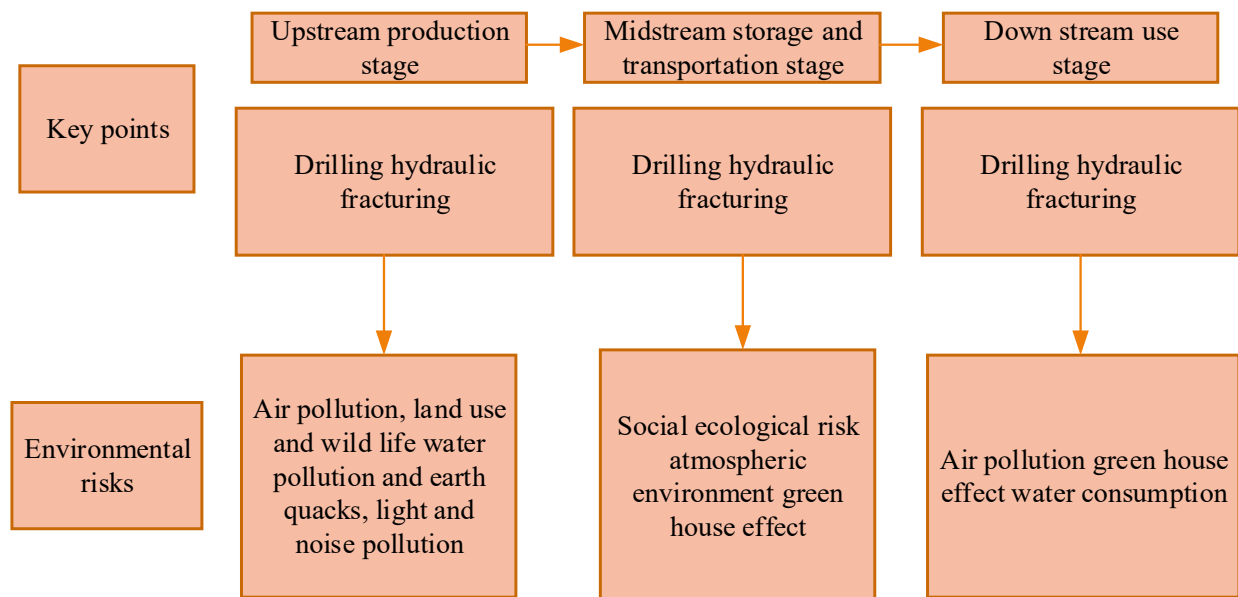 Upstream production
stage
Midstream storage and
transportation stage
Down stream use
stage
Key points
Drilling hydraulic
fracturing
Drilling hydraulic
fracturing
Drilling hydraulic
fracturing
Environmental
risks
Air pollution, land use
and wild life water
pollution and earth
quacks, light and
noise pollution
Social ecological risk
atmospheric
environment green
house effect
Air pollution green house
effect water consumption